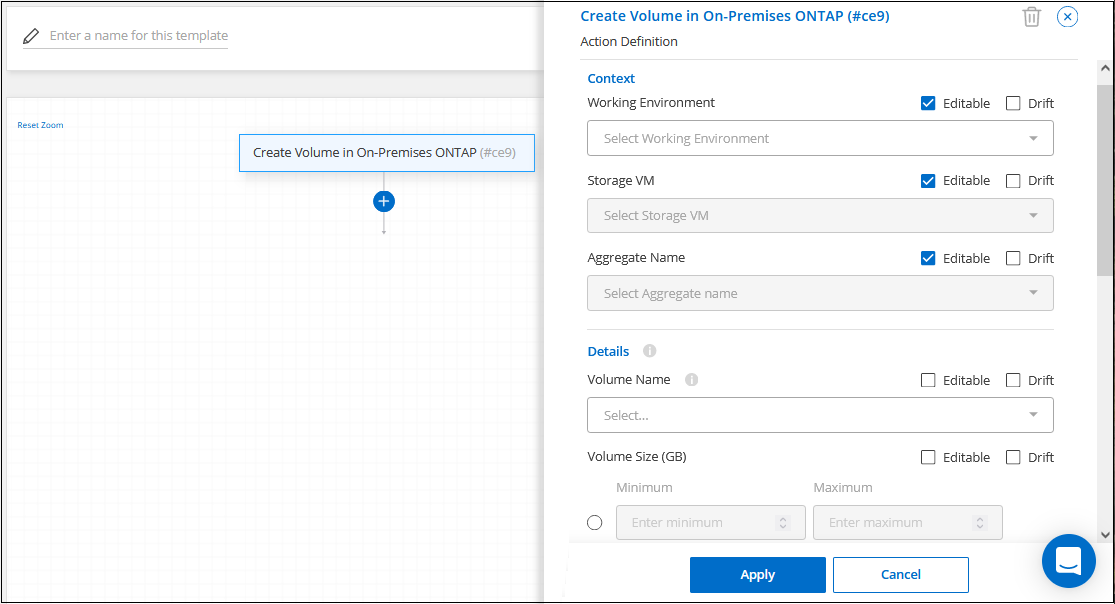 Enter a name for this template
Reset Zoom
Create Volume in On-Premises ONTAP (#ce9)
Create Volume in On-Premises ONTAP (#ce9)
Action Definition
Context
Working Environment Editable Drift
Select Working Environment
Storage VM Editable Drift
Select Storage VM
Aggregate Name Editable Drift
Select Aggregate name
Details i
Volume Name i Editable Drift
Select...
Volume Size (GB) Editable Drift
Minimum Maximum
Enter minimum Enter maximum
Apply Cancel